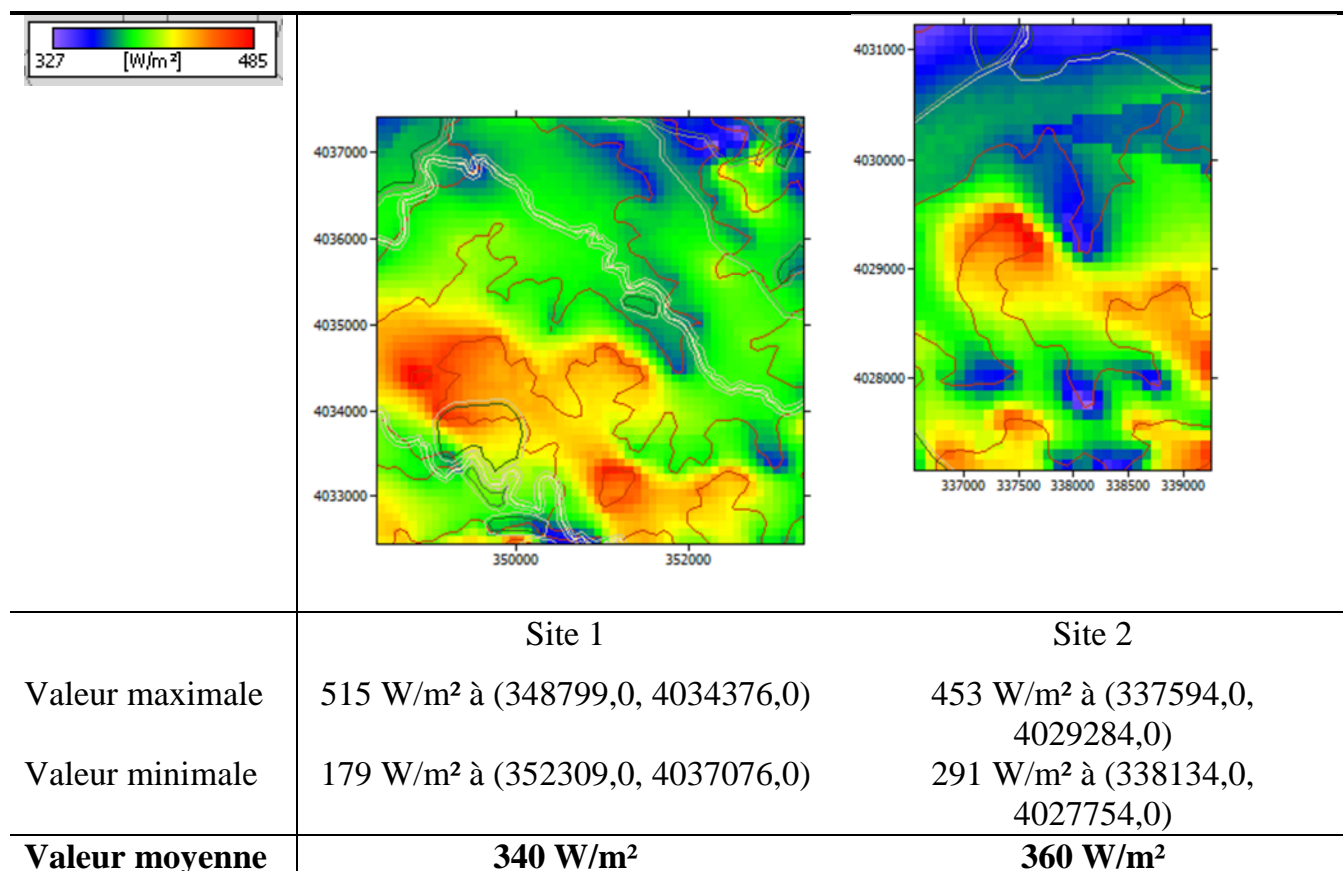 327 [W/m²] 485
4037000
4036000
4035000
4034000
4033000
350000 352000
4031000
4030000
4029000
4028000
337000 337500 338000 338500 339000
Site 1 Site 2
Valeur maximale 515 W/m² à (348799,0, 4034376,0) 453 W/m² à (337594,0,
4029284,0)
Valeur minimale 179 W/m² à (352309,0, 4037076,0) 291 W/m² à (338134,0,
4027754,0)
Valeur moyenne 340 W/m² 360 W/m²